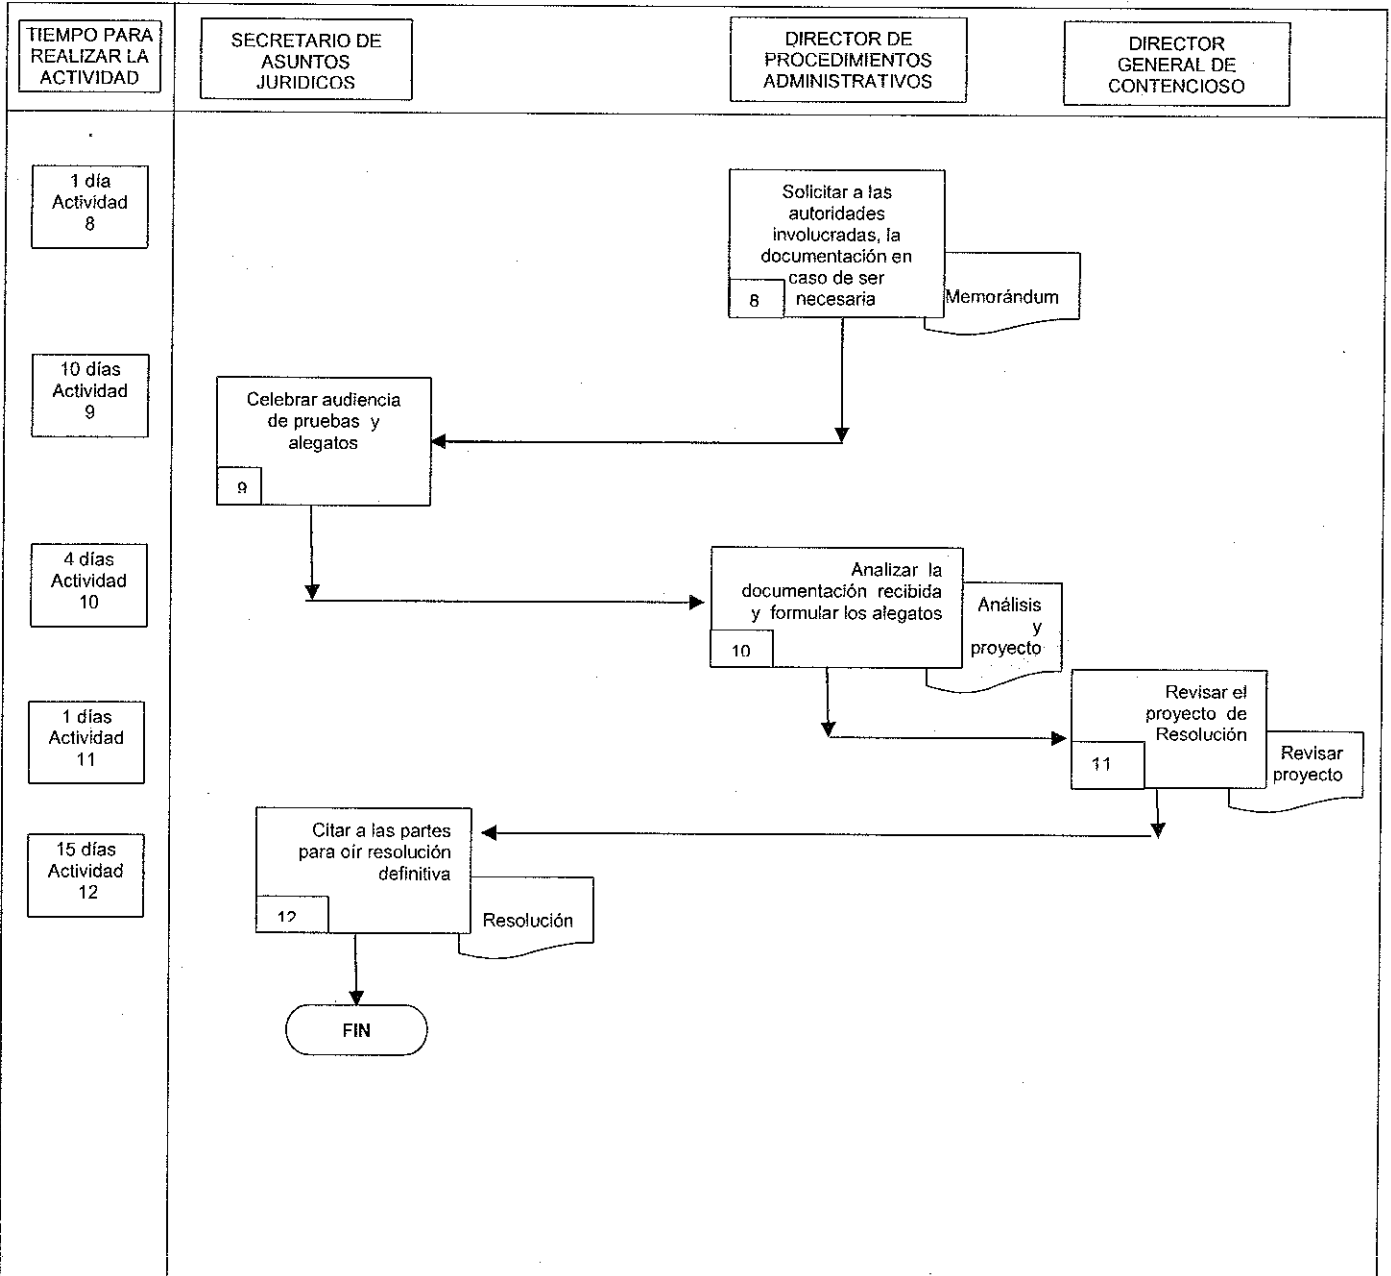 TIEMPO PARA
REALIZAR LA
ACTIVIDAD
SECRETARIO DE
ASUNTOS
JURIDICOS
DIRECTOR DE
PROCEDIMIENTOS
ADMINISTRATIVOS
DIRECTOR
GENERAL DE
CONTENCIOSO
1 día
Actividad
8
Solicitar a las
autoridades
involucradas, la
documentación en
caso de ser
necesaria
8
Memorándum
10 días
Actividad
9
Celebrar audiencia
de pruebas y
alegatos
9
4 días
Actividad
10
Analizar la
documentación recibida
y formular los alegatos
10
Análisis
y
proyecto
1 días
Actividad
11
Revisar el
proyecto de
Resolución
11
Revisar
proyecto
15 días
Actividad
12
Citar a las partes
para oír resolución
definitiva
12
Resolución
FIN